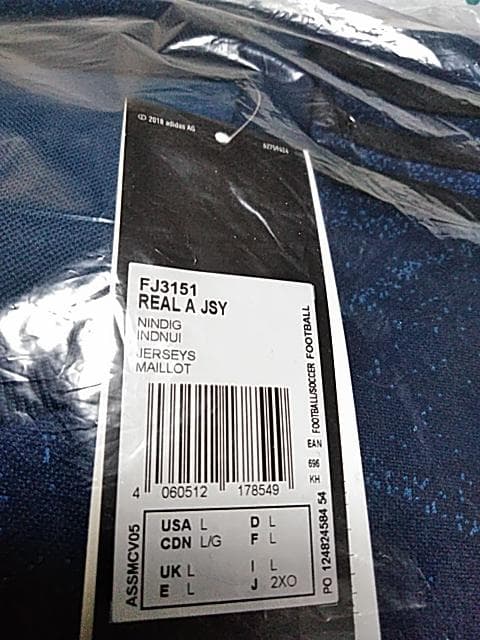 © 2018 adidas AG
FJ3151
REAL A JSY
NINDIG
INDNUI
JERSEYS
MAILLOT
4 060512 178549
FOOTBALL/SOCCER FOOTBALL
EAN
696
KH
PO 124824584 54
ASSMCV05
USA L D L
CDN L/G F L
UK L I L
E L J 2XO